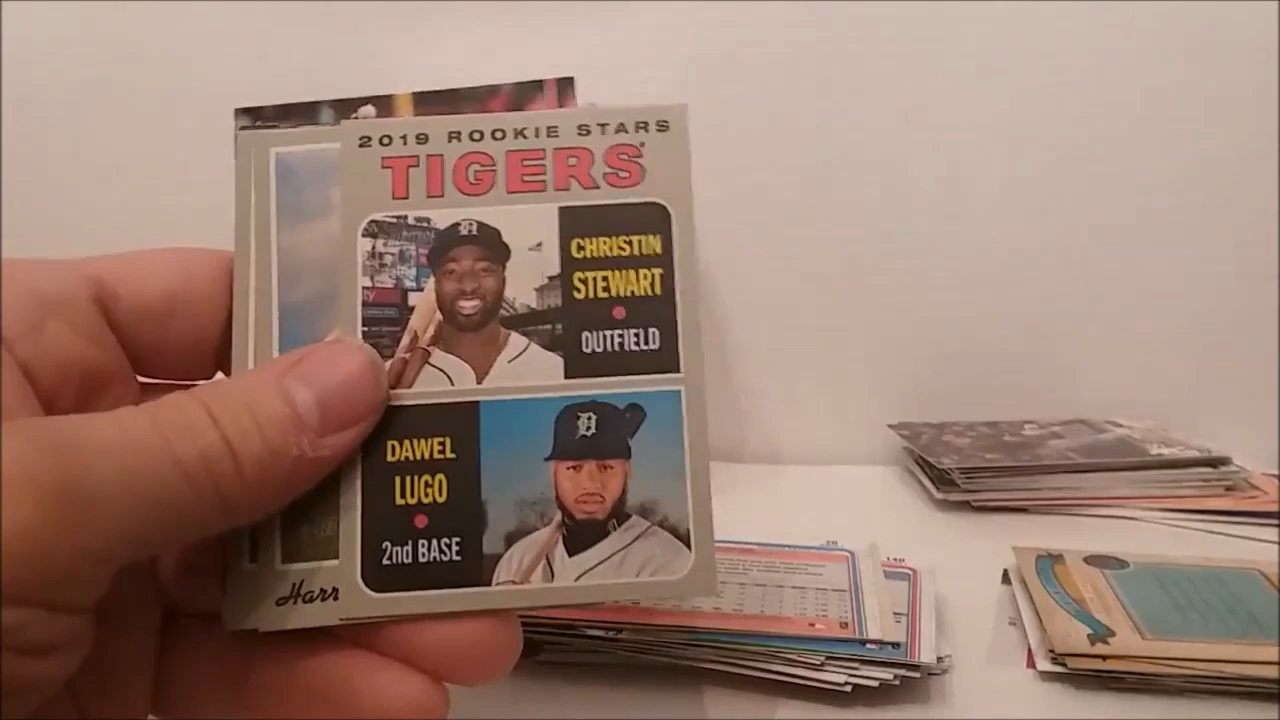 2019 ROOKIE STARS
TIGERS
CHRISTIN
STEWART
OUTFIELD
DAWEL
LUGO
2nd BASE
Harr